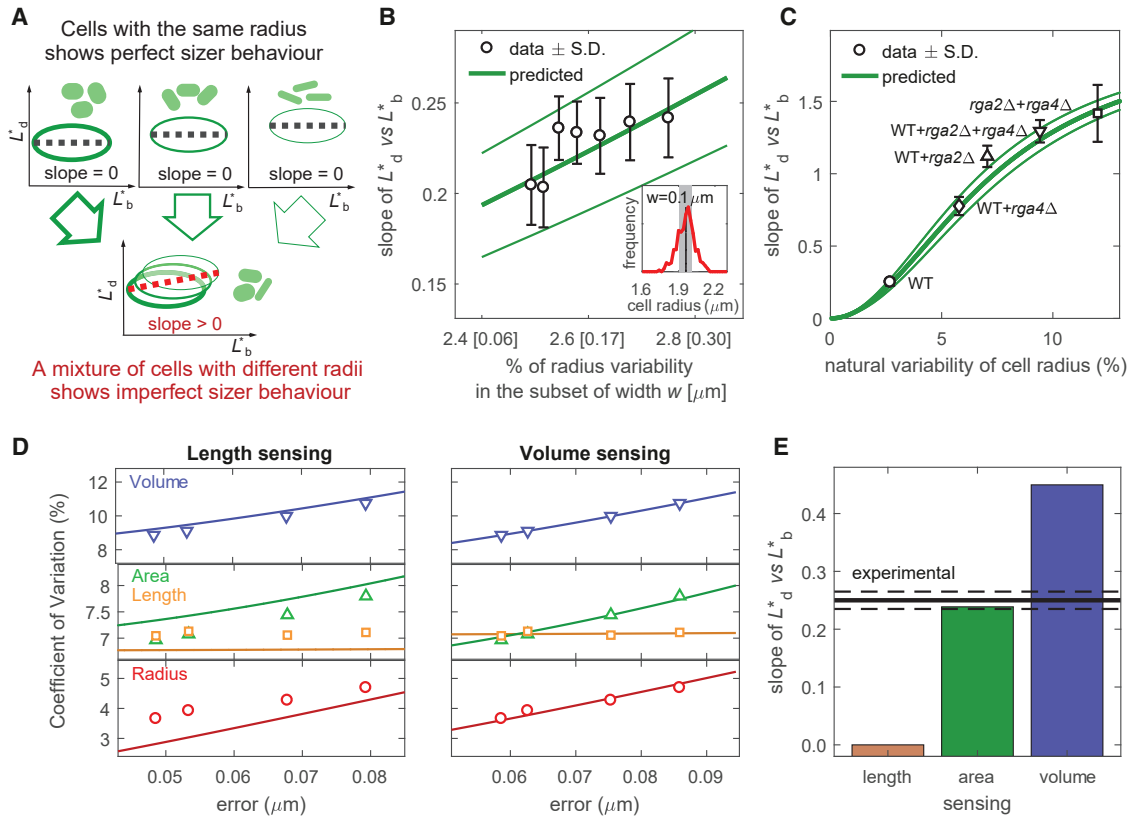 A
Cells with the same radius
shows perfect sizer behaviour
L*d
slope = 0
slope = 0
slope = 0
L*b
L*b
L*b
L*d
slope > 0
L*b
A mixture of cells with different radii
shows imperfect sizer behaviour
B
data ± S.D.
predicted
slope of L*d vs L*b
0.25
0.2
0.15
w=0.1 μm
frequency
1.6 1.9 2.2
cell radius (μm)
2.4 [0.06] 2.6 [0.17] 2.8 [0.30]
% of radius variability
in the subset of width w [μm]
C
data ± S.D.
predicted
slope of L*d vs L*b
1.5
1
0.5
0
rga2Δ+rga4Δ
WT+rga2Δ+rga4Δ
WT+rga2Δ
WT+rga4Δ
WT
0 5 10
natural variability of cell radius (%)
D
Length sensing
Volume sensing
Coefficient of Variation (%)
Volume
12
10
8
Area
Length
8
7.5
7
Radius
5
4
3
0.05 0.06 0.07 0.08
error (μm)
0.06 0.07 0.08 0.09
error (μm)
E
slope of L*d vs L*b
0.4
0.3
0.2
0.1
0.0
experimental
length area volume
sensing